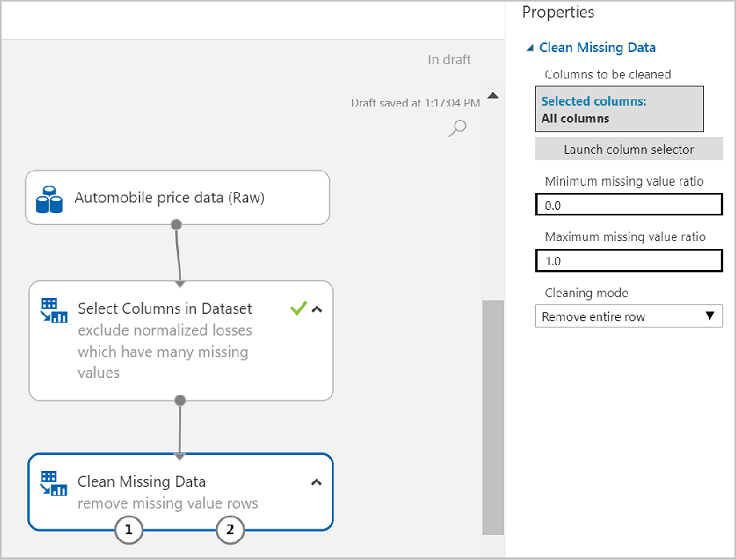 In draft
Draft saved at 1:17:04 PM
Automobile price data (Raw)
Select Columns in Dataset
exclude normalized losses
which have many missing
values
Clean Missing Data
remove missing value rows
1
2
Properties
Clean Missing Data
Columns to be cleaned
Selected columns:
All columns
Launch column selector
Minimum missing value ratio
0.0
Maximum missing value ratio
1.0
Cleaning mode
Remove entire row